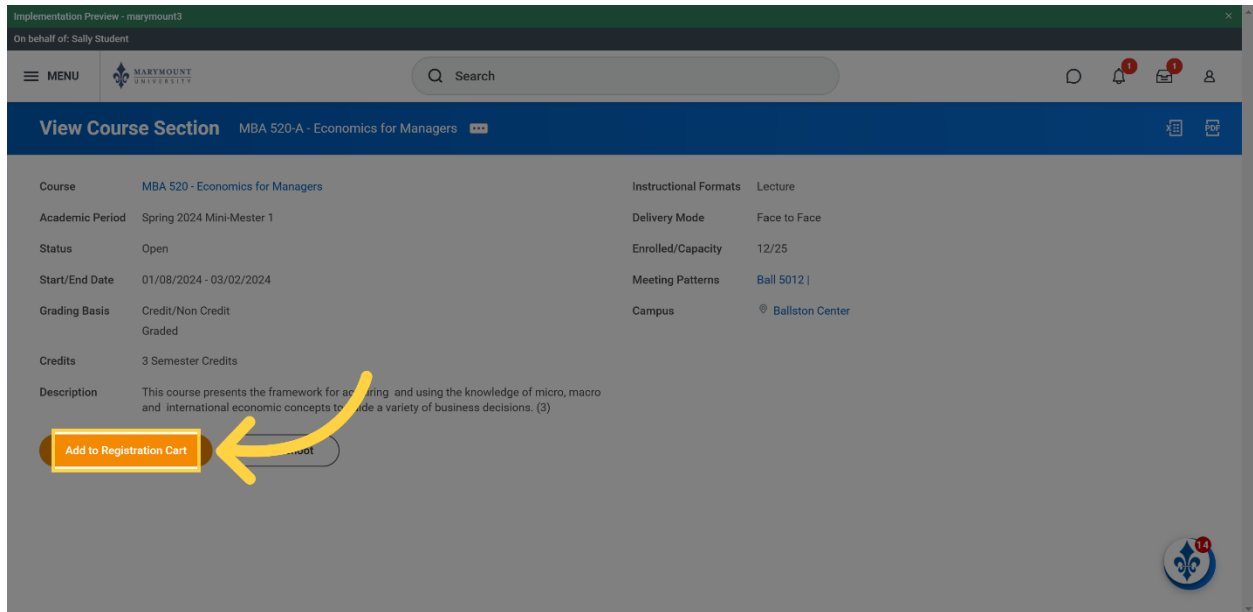 Implementation Preview - marymount3
On behalf of: Sally Student
MENU
MARYMOUNT
UNIVERSITY
Search
1
1
View Course Section MBA 520-A - Economics for Managers
PDF
Course MBA 520 - Economics for Managers
Academic Period Spring 2024 Mini-Mester 1
Status Open
Start/End Date 01/08/2024 - 03/02/2024
Grading Basis Credit/Non Credit
Graded
Credits 3 Semester Credits
Description This course presents the framework for and using the knowledge of micro, macro
and international economic concepts to a variety of business decisions. (3)
Instructional Formats Lecture
Delivery Mode Face to Face
Enrolled/Capacity 12/25
Meeting Patterns Ball 5012 |
Campus Ballston Center
Add to Registration Cart
14